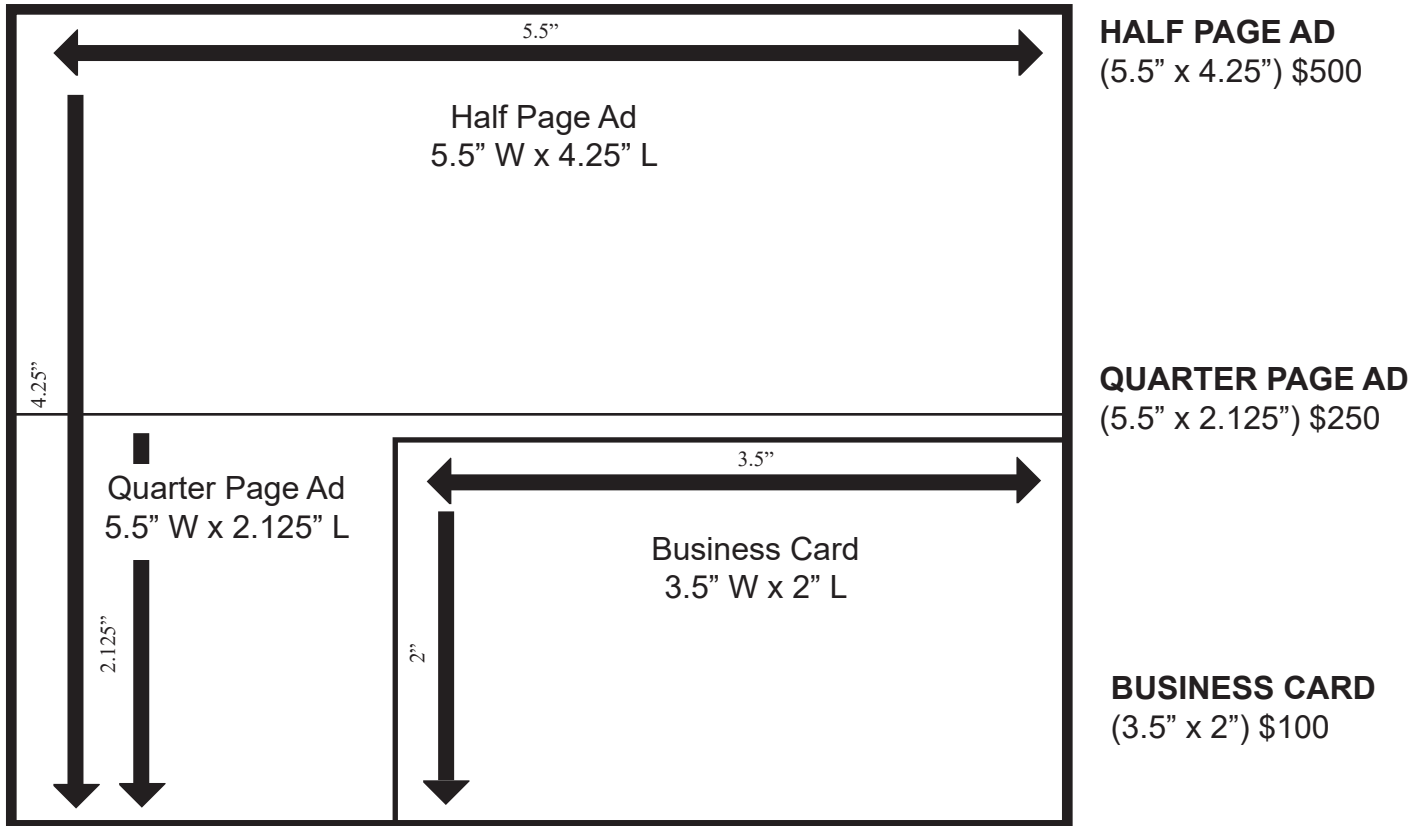 5.5”
HALF PAGE AD
(5.5” x 4.25”) $500
Half Page Ad
5.5” W x 4.25” L
4.25”
QUARTER PAGE AD
(5.5” x 2.125”) $250
3.5”
Quarter Page Ad
5.5” W x 2.125” L
Business Card
3.5” W x 2” L
2.125”
2”
BUSINESS CARD
(3.5” x 2”) $100